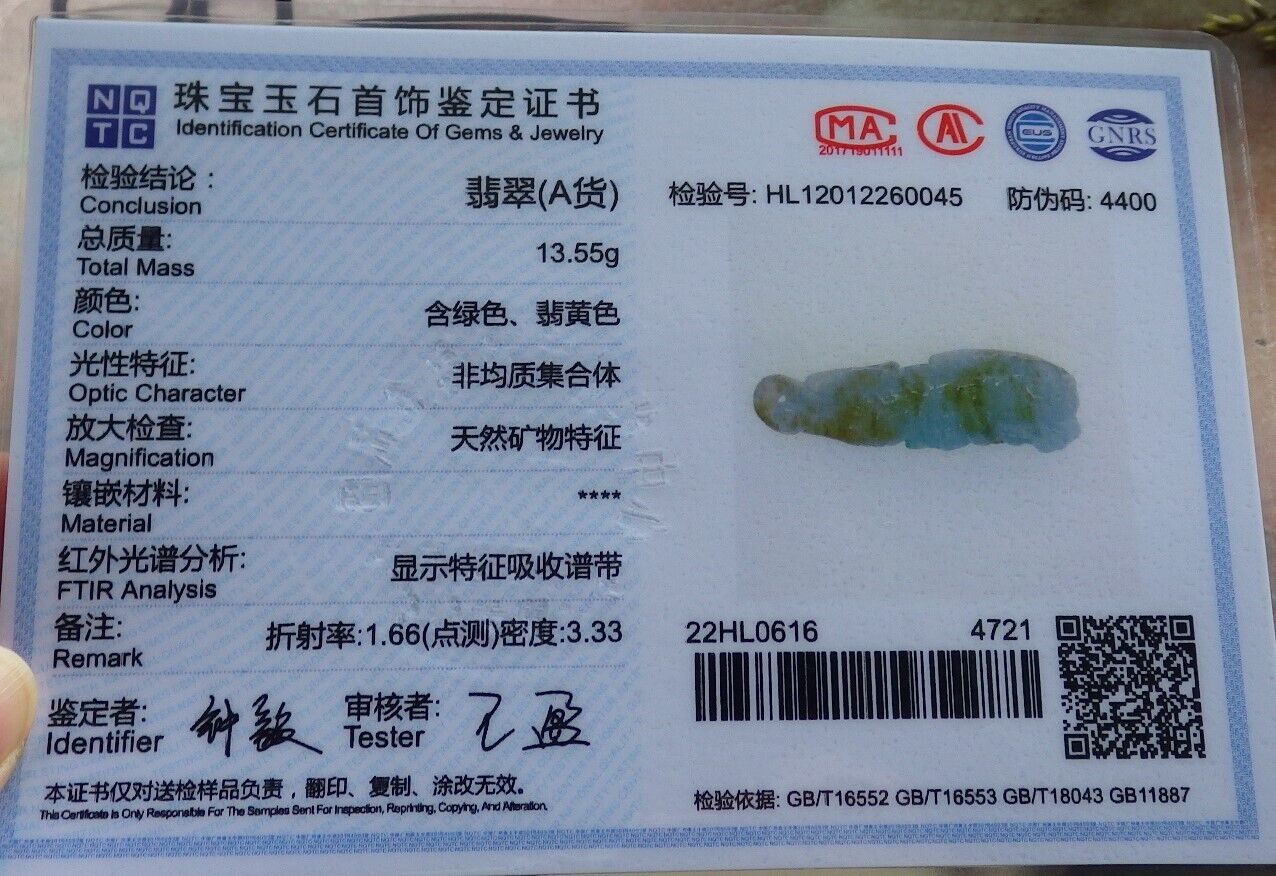 NQ
TC
珠宝玉石首饰鉴定证书
Identification Certificate Of Gems & Jewelry
检验结论：
Conclusion
翡翠(A货)
总质量:
Total Mass
13.55g
颜色:
Color
含绿色、翡黄色
光性特征:
Optic Character
非均质集合体
放大检查:
Magnification
天然矿物特征
镶嵌材料:
Material
****
红外光谱分析:
FTIR Analysis
显示特征吸收谱带
备注:
Remark
折射率:1.66(点测)密度:3.33
鉴定者:
Identifier
审核者:
Tester
本证书仅对送检样品负责，翻印、复制、涂改无效。
This Certificate is Only Responsible For The Samples Sent For Inspection, Reprinting, Copying, And Alteration.
MA
201719011111
GNRS
检验号: HL12012260045 防伪码: 4400
22HL0616 4721
检验依据: GB/T16552 GB/T16553 GB/T18043 GB11887